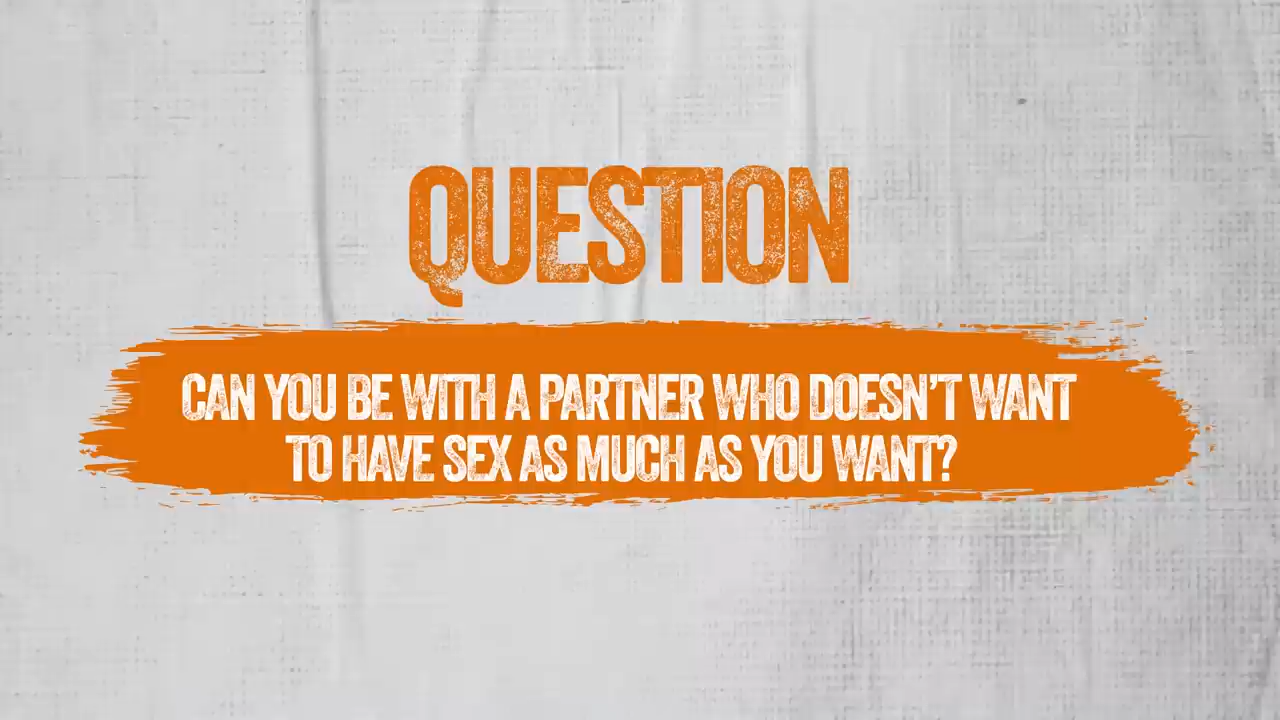 QUESTION
CAN YOU BE WITH A PARTNER WHO DOESN'T WANT
TO HAVE SEX AS MUCH AS YOU WANT?